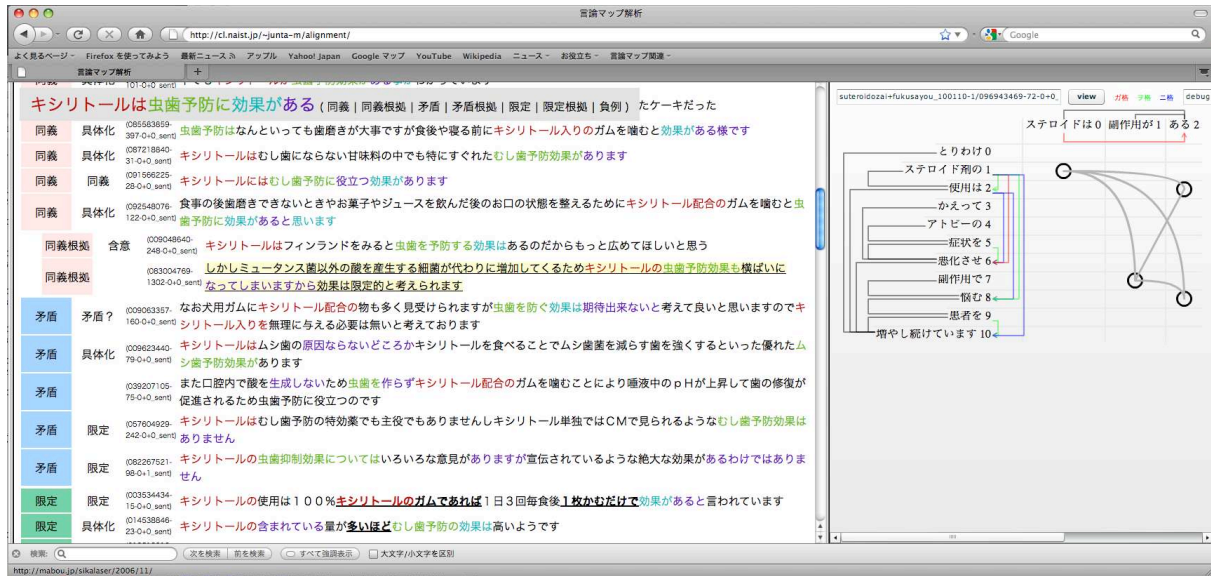 言論マップ解析
http://cl.naist.jp/~junta-m/alignment/
Google
よく見るページ Firefox を使ってみよう 最新ニュース アップル Yahoo! Japan Google マップ YouTube Wikipedia ニュース お役立ち 言論マップ関連
言論マップ解析
キシリトールは虫歯予防に効果がある ( 同義 | 同義根拠 | 矛盾 | 矛盾根拠 | 限定 | 限定根拠 | 負例 ) たケーキだった
同義 具体化 (085583859-397-0+0_sent) 虫歯予防はなんといっても歯磨きが大事ですが食後や寝る前にキシリトール入りのガムを噛むと効果がある様です
同義 具体化 (087218840-31-0+0_sent) キシリトールはむし歯にならない甘味料の中でも特にすぐれたむし歯予防効果があります
同義 同義 (091566225-28-0+0_sent) キシリトールにはむし歯予防に役立つ効果があります
同義 具体化 (092548076-122-0+0_sent) 食事の後歯磨きできないときやお菓子やジュースを飲んだ後のお口の状態を整えるためにキシリトール配合のガムを噛むと虫
歯予防に効果があると思います
同義根拠 含意 (009048640-248-0+0_sent) キシリトールはフィンランドをみると虫歯を予防する効果はあるのだからもっと広めてほしいと思う
同義根拠 (083004769-1302-0+0_sent) しかしミュータンス菌以外の酸を産生する細菌が代わりに増加してくるためキシリトールの虫歯予防効果も横ばいに
なってしまいますから効果は限定的と考えられます
矛盾 矛盾？ (009063357-160-0+0_sent) なお犬用ガムにキシリトール配合の物も多く見受けられますが虫歯を防ぐ効果は期待出来ないと考えて良いと思いますのでキ
シリトール入りを無理に与える必要は無いと考えております
矛盾 具体化 (009623440-79-0+0_sent) キシリトールはムシ歯の原因ならないどころかキシリトールを食べることでムシ歯菌を減らす歯を強くするといった優れたム
シ歯予防効果があります
矛盾 (039207105-75-0+0_sent) また口腔内で酸を生成しないため虫歯を作らずキシリトール配合のガムを噛むことにより唾液中のｐHが上昇して歯の修復が
促進されるため虫歯予防に役立つのです
矛盾 限定 (057604929-242-0+0_sent) キシリトールはむし歯予防の特効薬でも主役でもありませんしキシリトール単独ではCMで見られるようなむし歯予防効果は
ありません
矛盾 限定 (082267521-98-0+1_sent) キシリトールの虫歯抑制効果についてはいろいろな意見がありますが宣伝されているような絶大な効果があるわけではありま
せん
限定 限定 (003534434-15-0+0_sent) キシリトールの使用は１００％キシリトールのガムであれば１日３回毎食後１枚かむだけで効果があると言われています
限定 具体化 (014538846-23-0+0_sent) キシリトールの含まれている量が多いほどむし歯予防の効果は高いようです
suteroidozai+fukusayou_100110-1/096943469-72-0+0_ view ガ格 ヲ格 ニ格 debug
ステロイドは 0 副作用が 1 ある 2
とりわけ 0
ステロイド剤の 1
使用は 2
かえって 3
アトピーの 4
症状を 5
悪化させ 6
副作用で 7
悩む 8
患者を 9
増やし続けています 10
検索: 次を検索 前を検索 すべて強調表示 大文字/小文字を区別
http://mabou.jp/sikalaser/2006/11/